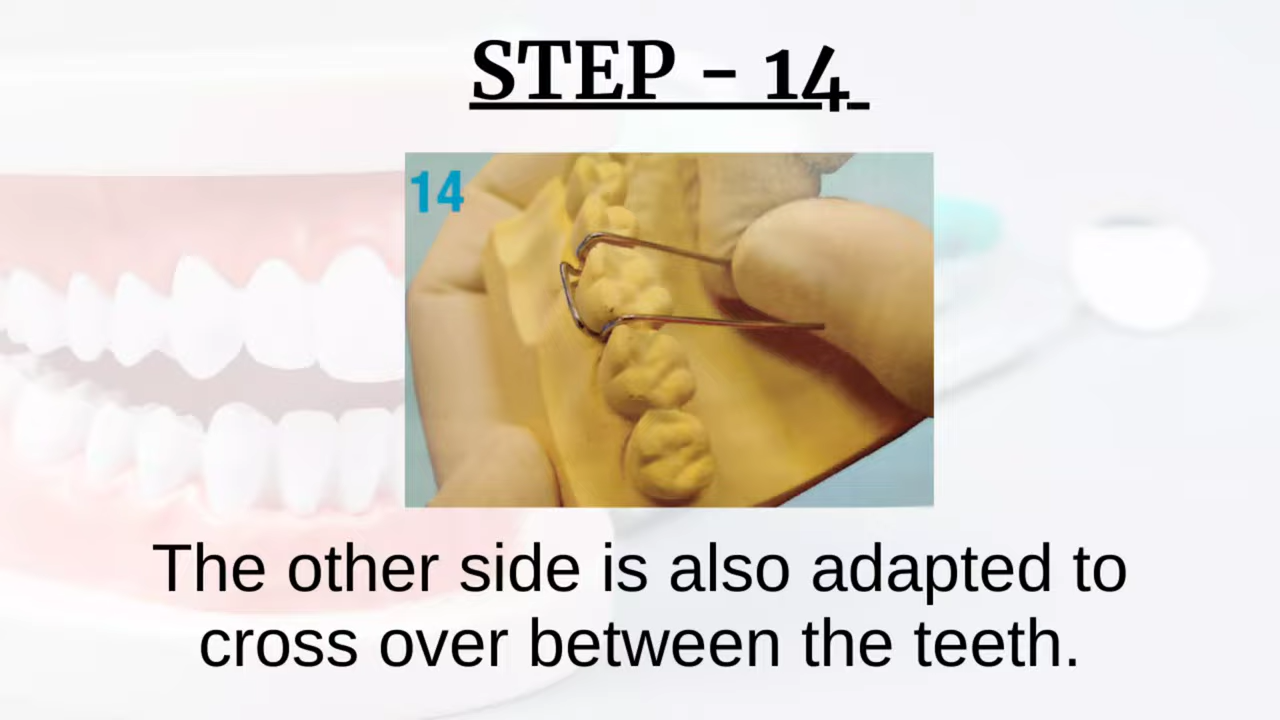 STEP - 14
14
The other side is also adapted to
cross over between the teeth.